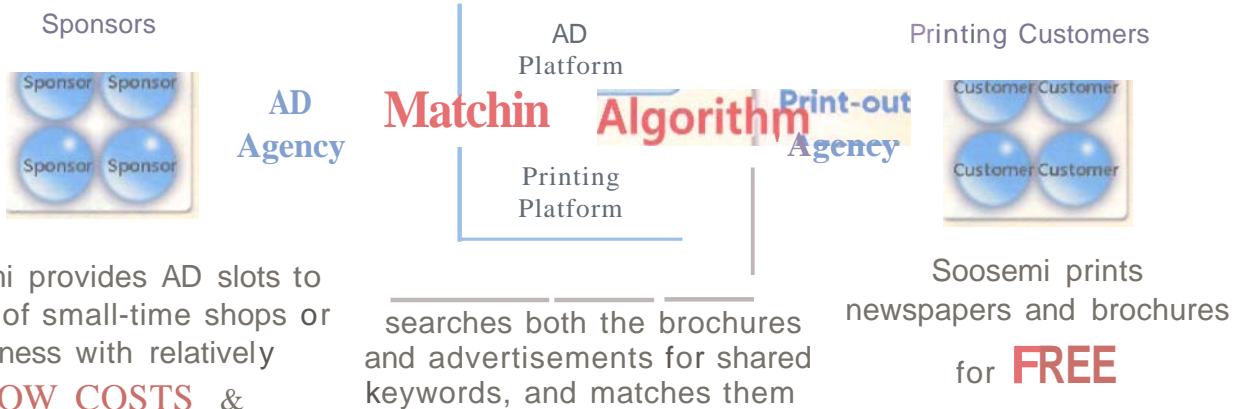 Sponsors
Sponsor Sponsor
Sponsor Sponsor
AD
Agency
AD
Platform
Matchin Algorithm
Printing
Platform
Print-out
Agency
Printing Customers
Customer Customer
Customer Customer
provides AD slots to
of small-time shops or
with relatively
COSTS &
searches both the brochures
and advertisements for shared
keywords, and matches them
Soosemi prints
newspapers and brochures
for FREE